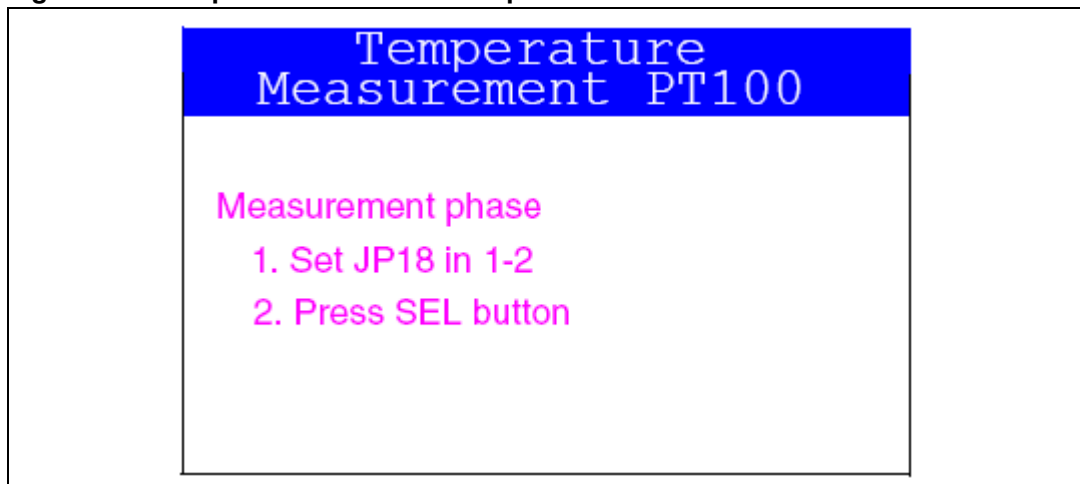 Temperature
Measurement PT100
Measurement phase
1. Set JP18 in 1-2
2. Press SEL button